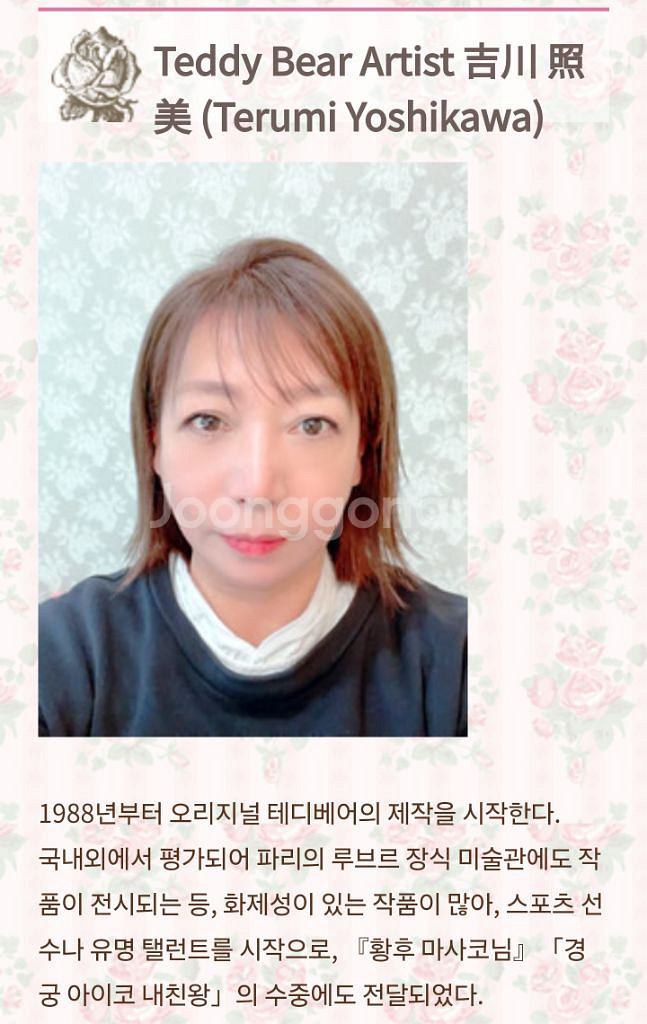 Teddy Bear Artist 吉川 照
美 (Terumi Yoshikawa)
1988년부터 오리지널 테디베어의 제작을 시작한다.
국내외에서 평가되어 파리의 루브르 장식 미술관에도 작
품이 전시되는 등, 화제성이 있는 작품이 많아, 스포츠 선
수나 유명 탤런트를 시작으로, 『황후 마사코님』 「경
궁 아이코 내친왕」의 수중에도 전달되었다.